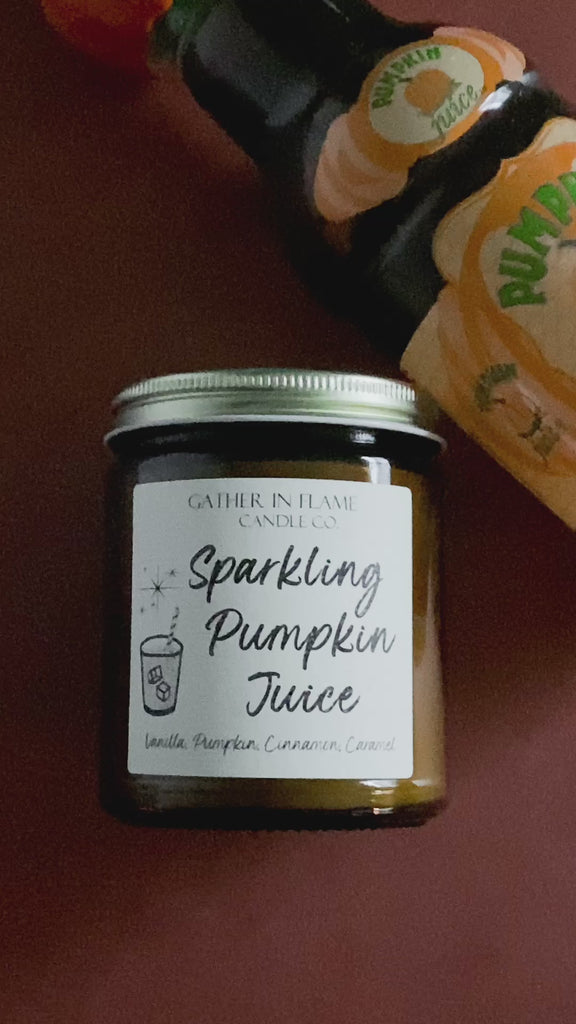 PUMPKIN
juice
PUMP
GATHER IN FLAME
CANDLE CO.
Sparkling
Pumpkin
Juice
Vanilla, Pumpkin, Cinnamon, Caramel